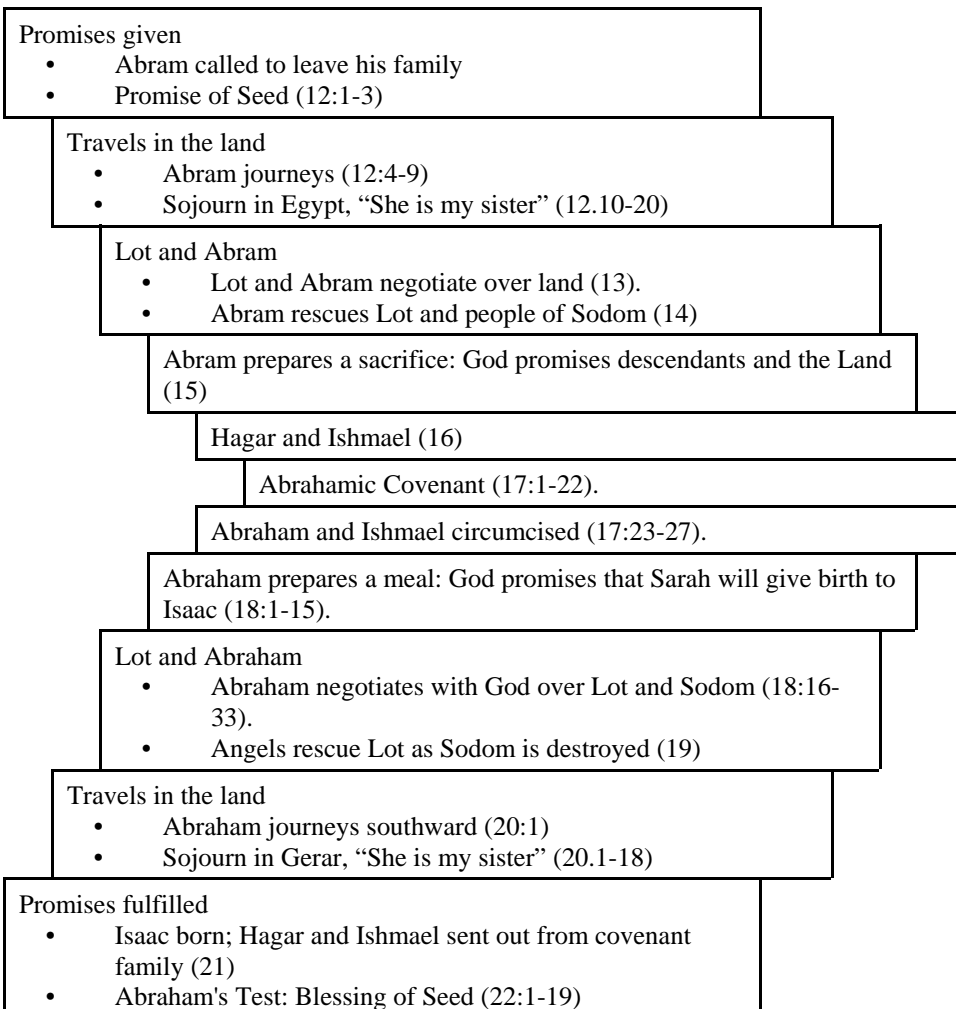 Promises given
• Abram called to leave his family
• Promise of Seed (12:1-3)
Travels in the land
• Abram journeys (12:4-9)
• Sojourn in Egypt, “She is my sister” (12.10-20)
Lot and Abram
• Lot and Abram negotiate over land (13).
• Abram rescues Lot and people of Sodom (14)
Abram prepares a sacrifice: God promises descendants and the Land
(15)
Hagar and Ishmael (16)
Abrahamic Covenant (17:1-22).
Abraham and Ishmael circumcised (17:23-27).
Abraham prepares a meal: God promises that Sarah will give birth to
Isaac (18:1-15).
Lot and Abraham
• Abraham negotiates with God over Lot and Sodom (18:16-
33).
• Angels rescue Lot as Sodom is destroyed (19)
Travels in the land
• Abraham journeys southward (20:1)
• Sojourn in Gerar, “She is my sister” (20.1-18)
Promises fulfilled
• Isaac born; Hagar and Ishmael sent out from covenant
family (21)
• Abraham's Test: Blessing of Seed (22:1-19)